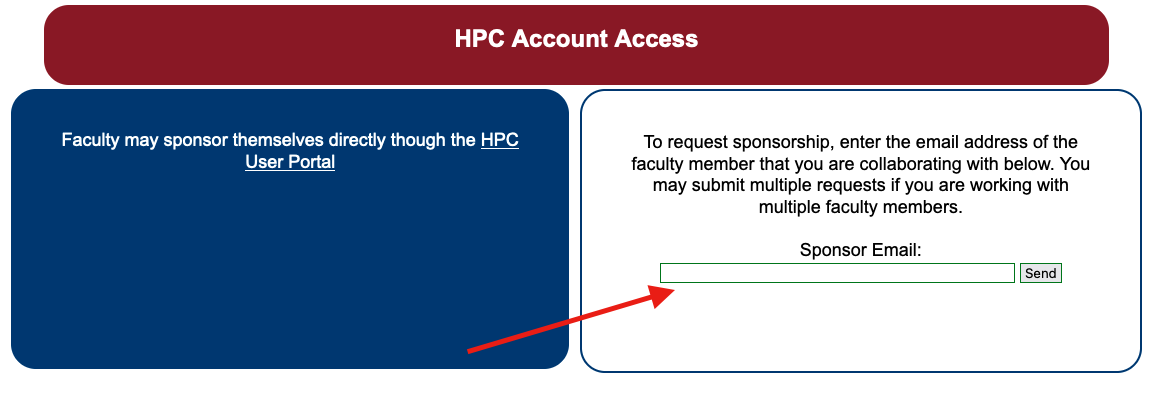 HPC Account Access
Faculty may sponsor themselves directly though the HPC
User Portal
To request sponsorship, enter the email address of the
faculty member that you are collaborating with below. You
may submit multiple requests if you are working with
multiple faculty members.
Sponsor Email:
Send